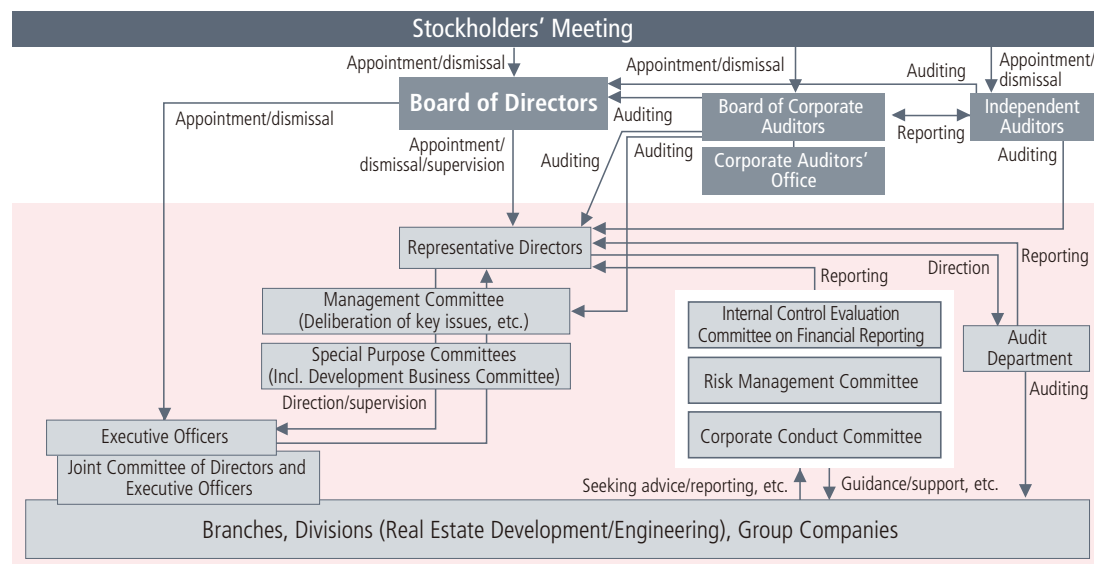 Stockholders’ Meeting
Appointment/dismissal
Appointment/dismissal
Auditing
Appointment/
dismissal
Board of Directors
Board of Corporate
Auditors
Independent
Auditors
Appointment/dismissal
Auditing
Reporting
Appointment/
dismissal/supervision
Auditing
Auditing
Corporate Auditors’
Office
Auditing
Representative Directors
Reporting
Direction
Reporting
Management Committee
(Deliberation of key issues, etc.)
Internal Control Evaluation
Committee on Financial Reporting
Audit
Department
Special Purpose Committees
(Incl. Development Business Committee)
Risk Management Committee
Auditing
Direction/supervision
Executive Officers
Corporate Conduct Committee
Joint Committee of Directors and
Executive Officers
Seeking advice/reporting, etc.
Guidance/support, etc.
Branches, Divisions (Real Estate Development/Engineering), Group Companies